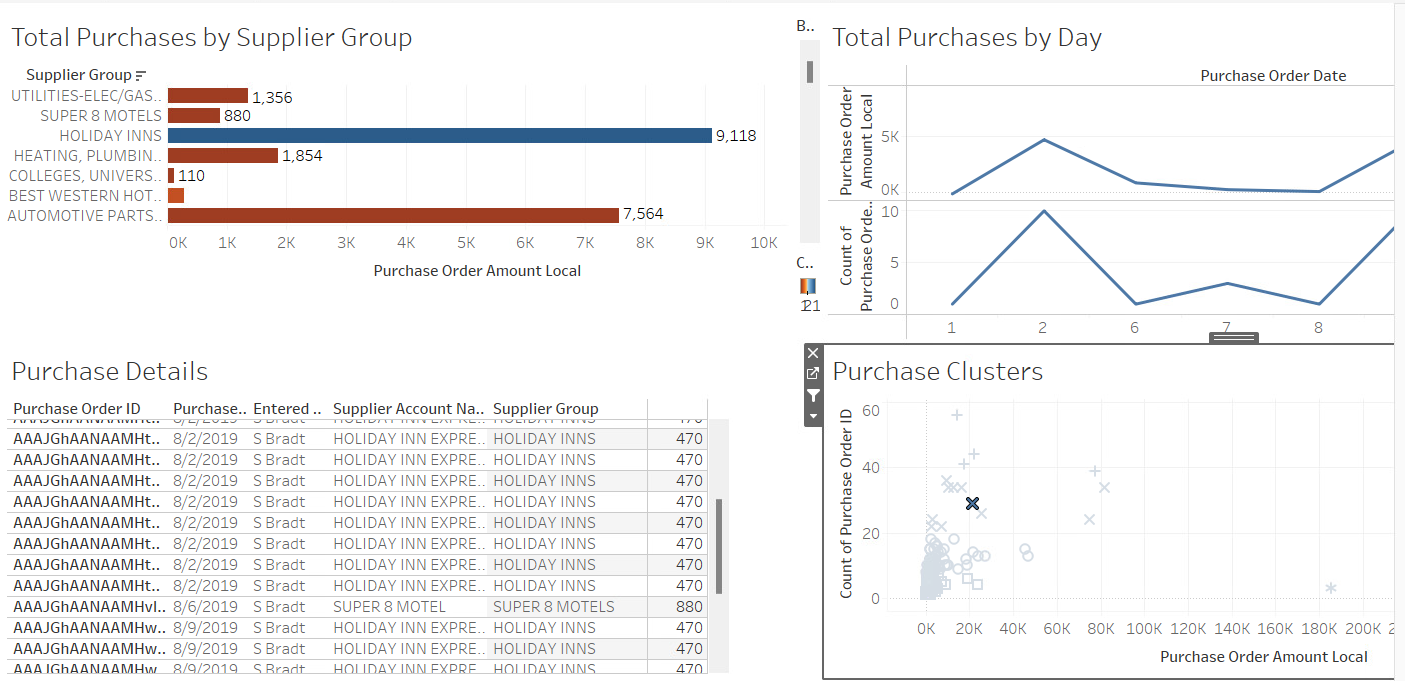 Total Purchases by Supplier Group
Supplier Group
UTILITIES-ELEC/GAS..
1,356
SUPER 8 MOTELS
880
HOLIDAY INNS
9,118
HEATING, PLUMBIN..
1,854
COLLEGES, UNIVERS..
110
BEST WESTERN HOT..
AUTOMOTIVE PARTS..
7,564
0K 1K 2K 3K 4K 5K 6K 7K 8K 9K 10K
Purchase Order Amount Local
B..
C..
Total Purchases by Day
Purchase Order Date
Purchase Order
Amount Local
5K
0K
Count of
Purchase Orde..
10
5
0
1 2 6 7 8
Purchase Details
Purchase Order ID Purchase.. Entered .. Supplier Account Na.. Supplier Group
AAAJGhAANAAMHt.. 8/2/2019 S Bradt HOLIDAY INN EXPRE.. HOLIDAY INNS 470
AAAJGhAANAAMHt.. 8/2/2019 S Bradt HOLIDAY INN EXPRE.. HOLIDAY INNS 470
AAAJGhAANAAMHt.. 8/2/2019 S Bradt HOLIDAY INN EXPRE.. HOLIDAY INNS 470
AAAJGhAANAAMHt.. 8/2/2019 S Bradt HOLIDAY INN EXPRE.. HOLIDAY INNS 470
AAAJGhAANAAMHt.. 8/2/2019 S Bradt HOLIDAY INN EXPRE.. HOLIDAY INNS 470
AAAJGhAANAAMHt.. 8/2/2019 S Bradt HOLIDAY INN EXPRE.. HOLIDAY INNS 470
AAAJGhAANAAMHt.. 8/2/2019 S Bradt HOLIDAY INN EXPRE.. HOLIDAY INNS 470
AAAJGhAANAAMHt.. 8/2/2019 S Bradt HOLIDAY INN EXPRE.. HOLIDAY INNS 470
AAAJGhAANAAMHt.. 8/2/2019 S Bradt HOLIDAY INN EXPRE.. HOLIDAY INNS 470
AAAJGhAANAAMHvl.. 8/6/2019 S Bradt SUPER 8 MOTEL SUPER 8 MOTELS 880
AAAJGhAANAAMHw.. 8/9/2019 S Bradt HOLIDAY INN EXPRE.. HOLIDAY INNS 470
AAAJGhAANAAMHw.. 8/9/2019 S Bradt HOLIDAY INN EXPRE.. HOLIDAY INNS 470
AAAJGhAANAAMHw.. 8/9/2019 S Bradt HOLIDAY INN EXPRE.. HOLIDAY INNS 470
Purchase Clusters
Count of Purchase Order ID
60
40
20
0
0K 20K 40K 60K 80K 100K 120K 140K 160K 180K 200K 2
Purchase Order Amount Local